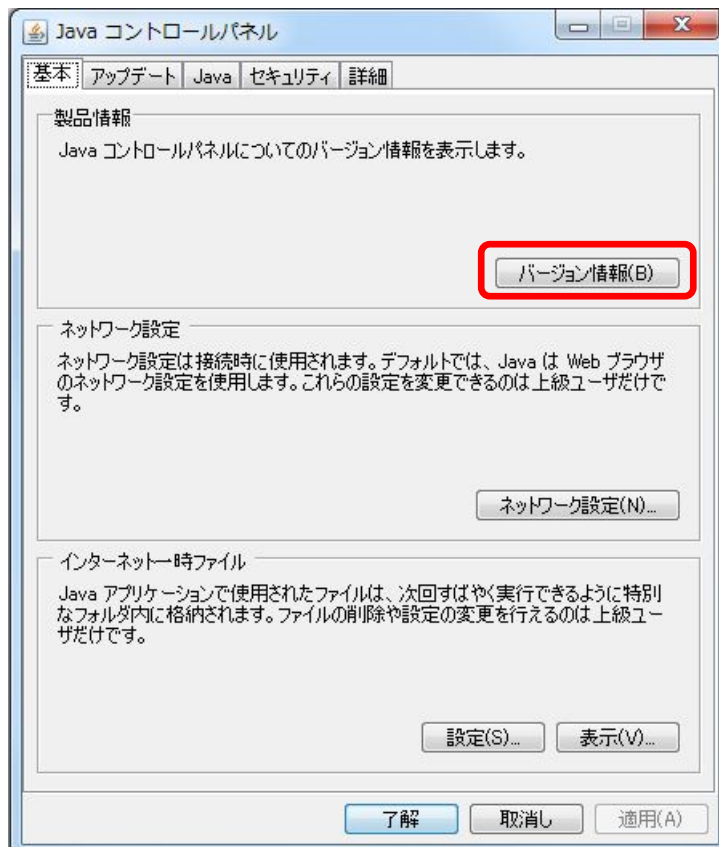 Java コントロールパネル
基本 アップデート Java セキュリティ 詳細
製品情報
Java コントロールパネルについてのバージョン情報を表示します。
バージョン情報(B)
ネットワーク設定
ネットワーク設定は接続時に使用されます。デフォルトでは、Java は Web ブラウザ
のネットワーク設定を使用します。これらの設定を変更できるのは上級ユーザだけで
す。
ネットワーク設定(N)...
インターネット一時ファイル
Java アプリケーションで使用されたファイルは、次回すばやく実行できるように特別
なフォルダ内に格納されます。ファイルの削除や設定の変更を行えるのは上級ユー
ザだけです。
設定(S)... 表示(V)...
了解 取消し 適用(A)